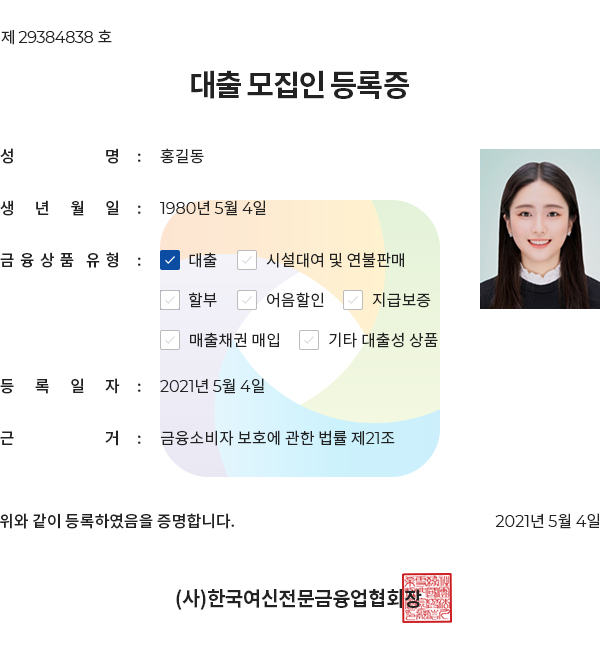 제 29384838 호
대출 모집인 등록증
성 명 : 홍길동
생 년 월 일 : 1980년 5월 4일
금 융 상 품 유 형 : 대출 시설대여 및 연불판매
할부 어음할인 지급보증
매출채권 매입 기타 대출성 상품
등 록 일 자 : 2021년 5월 4일
근 거 : 금융소비자 보호에 관한 법률 제21조
위와 같이 등록하였음을 증명합니다. 2021년 5월 4일
(사)한국여신전문금융업협회장